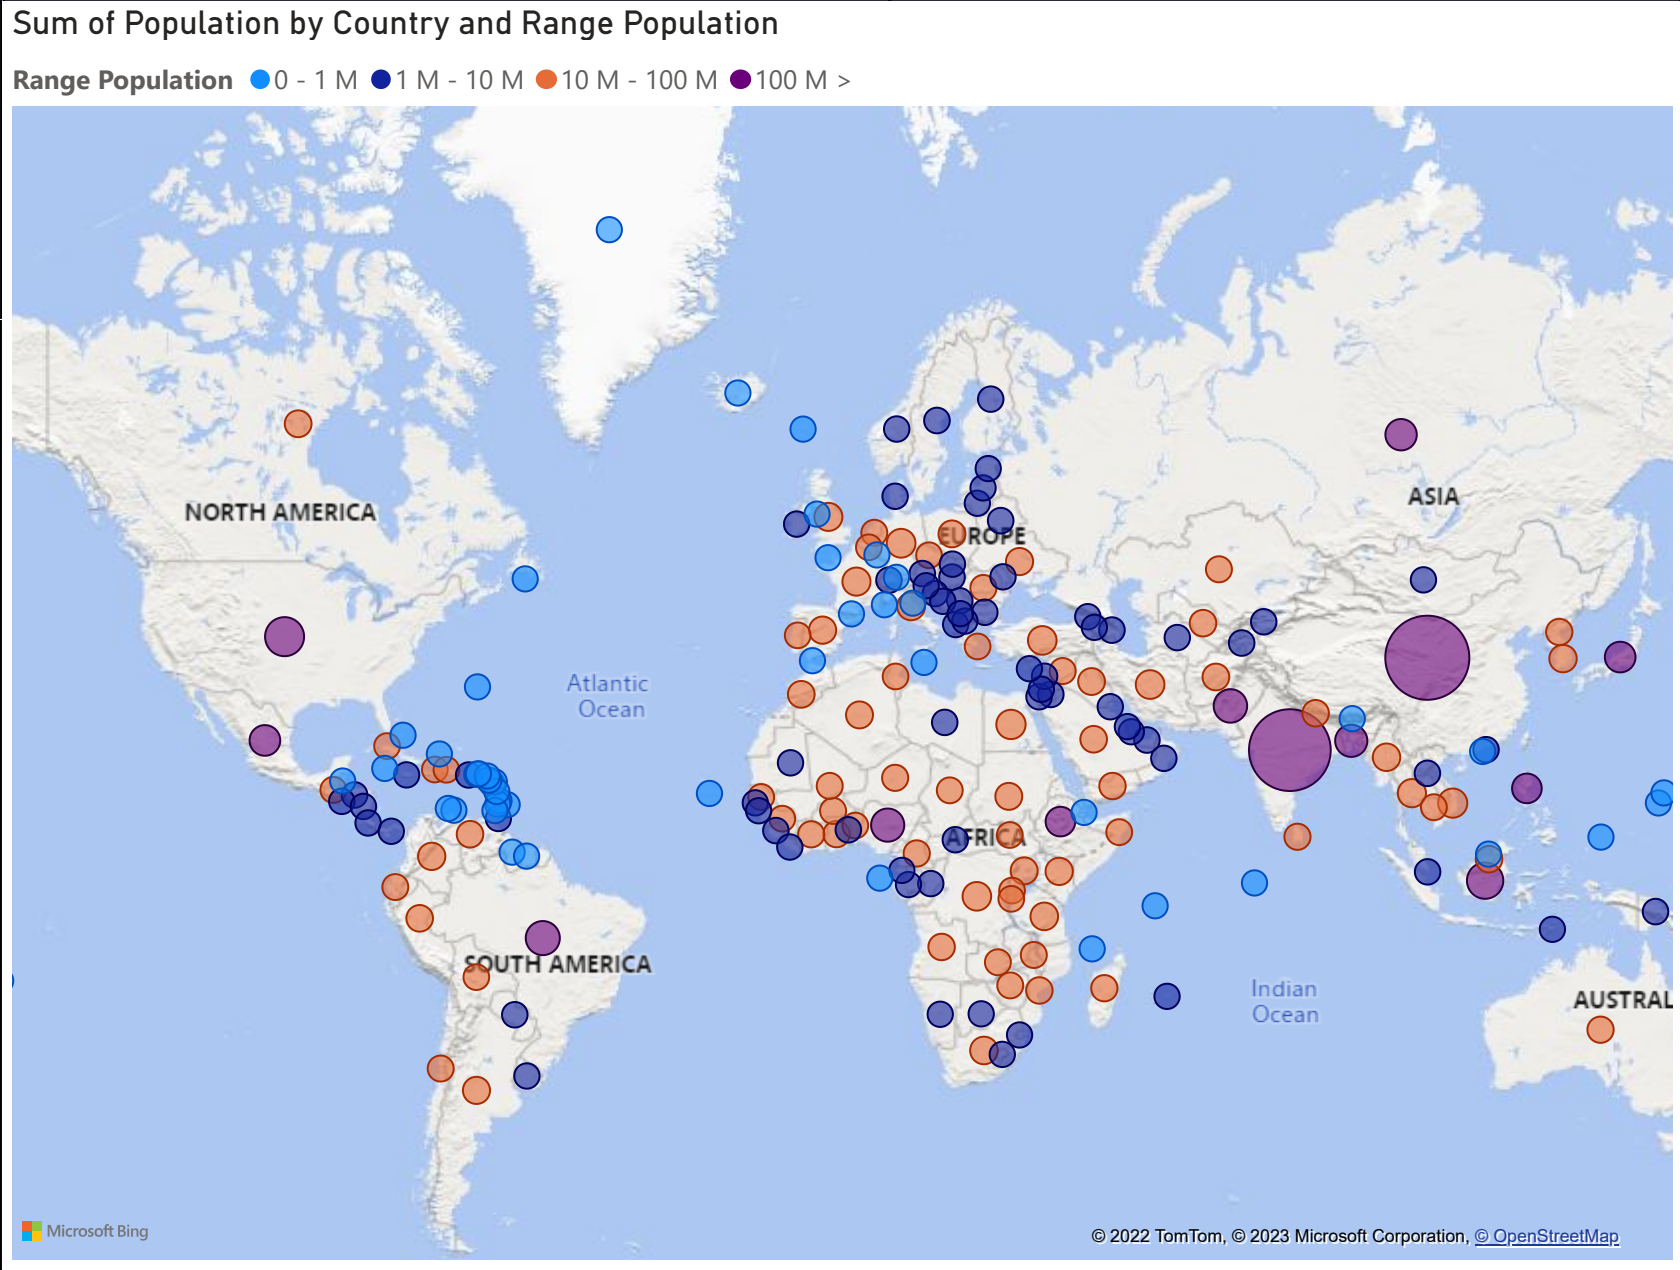 Sum of Population by Country and Range Population
Range Population 0 - 1 M 1 M - 10 M 10 M - 100 M 100 M >
NORTH AMERICA
EUROPE
ASIA
Atlantic
Ocean
AFRICA
SOUTH AMERICA
Indian
Ocean
AUSTRAL
Microsoft Bing
© 2022 TomTom, © 2023 Microsoft Corporation, © OpenStreetMap